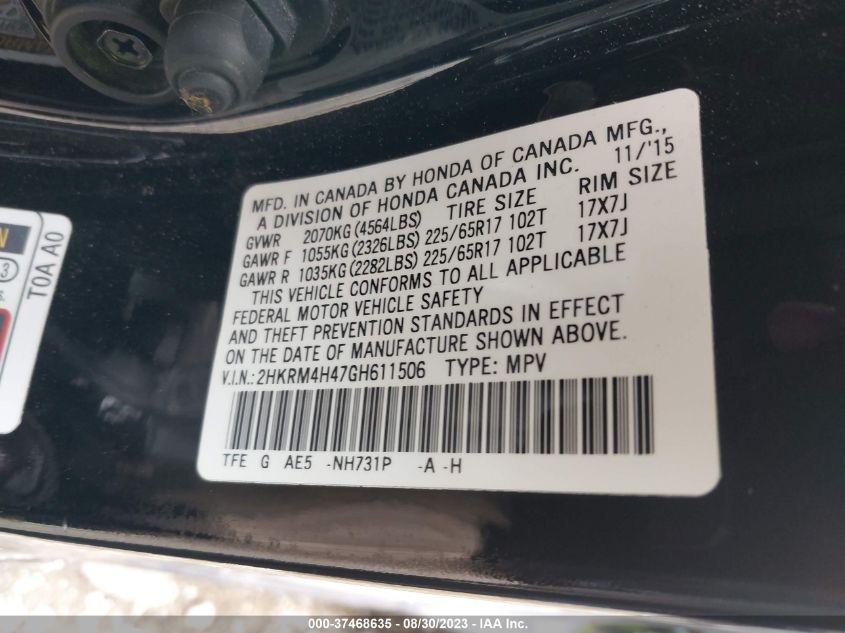 MFD. IN CANADA BY HONDA OF CANADA MFG.,
A DIVISION OF HONDA CANADA INC. 11/'15
GVWR 2070KG (4564LBS) TIRE SIZE RIM SIZE
GAWR F 1055KG (2326LBS) 225/65R17 102T 17X7J
GAWR R 1035KG (2282LBS) 225/65R17 102T 17X7J
THIS VEHICLE CONFORMS TO ALL APPLICABLE
FEDERAL MOTOR VEHICLE SAFETY
AND THEFT PREVENTION STANDARDS IN EFFECT
ON THE DATE OF MANUFACTURE SHOWN ABOVE.
V.I.N.: 2HKRM4H47GH611506 TYPE: MPV
TFE G AE5 -NH731P -A -H
T0A A0
N
3
s.
000-37468635 - 08/30/2023 - IAA Inc.